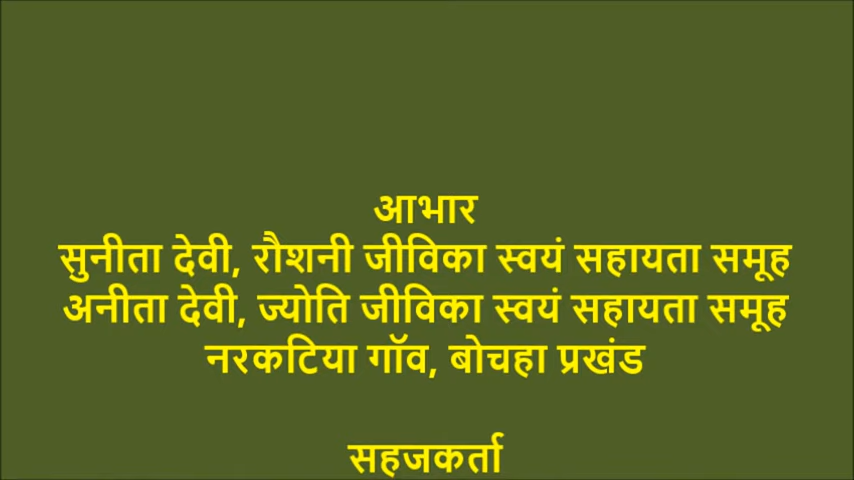 आभार
सुनीता देवी, रौशनी जीविका स्वयं सहायता समूह
अनीता देवी, ज्योति जीविका स्वयं सहायता समूह
नरकटिया गॉव, बोचहा प्रखंड
सहजकर्ता